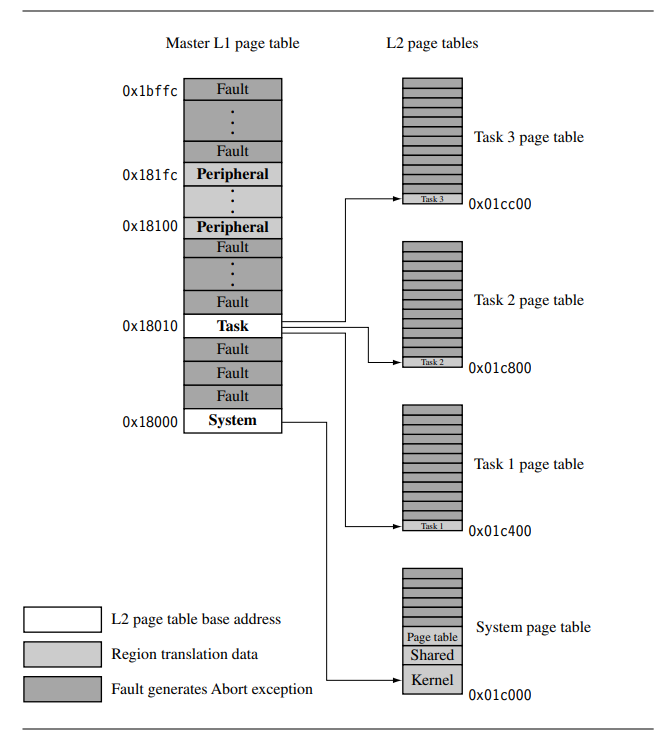 Master L1 page table
L2 page tables
0x1bffc
Fault
Fault
0x181fc
Peripheral
0x18100
Peripheral
Fault
Fault
0x18010
Task
Fault
Fault
Fault
0x18000
System
Task 3 page table
Task 3
0x01cc00
Task 2 page table
Task 2
0x01c800
Task 1 page table
Task 1
0x01c400
System page table
Page table
Shared
Kernel
0x01c000
L2 page table base address
Region translation data
Fault generates Abort exception